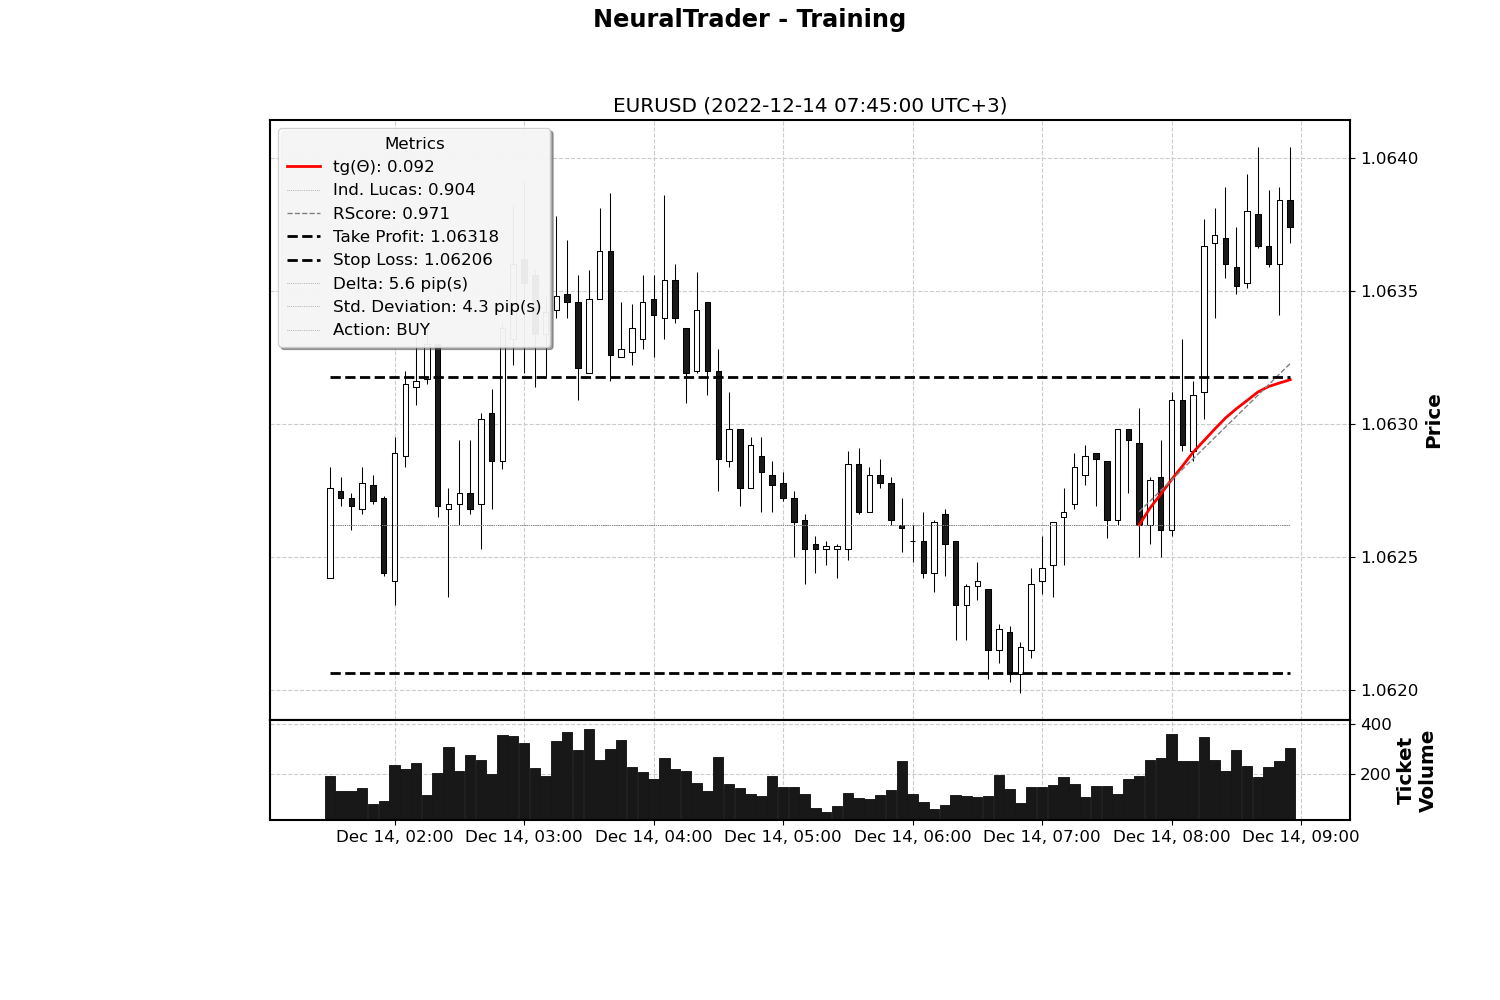 NeuralTrader - Training
EURUSD (2022-12-14 07:45:00 UTC+3)
Metrics
tg(Θ): 0.092
Ind. Lucas: 0.904
RScore: 0.971
Take Profit: 1.06318
Stop Loss: 1.06206
Delta: 5.6 pip(s)
Std. Deviation: 4.3 pip(s)
Action: BUY
1.0640
1.0635
1.0630
1.0625
1.0620
Price
400
200
Ticket
Volume
Dec 14, 02:00
Dec 14, 03:00
Dec 14, 04:00
Dec 14, 05:00
Dec 14, 06:00
Dec 14, 07:00
Dec 14, 08:00
Dec 14, 09:00